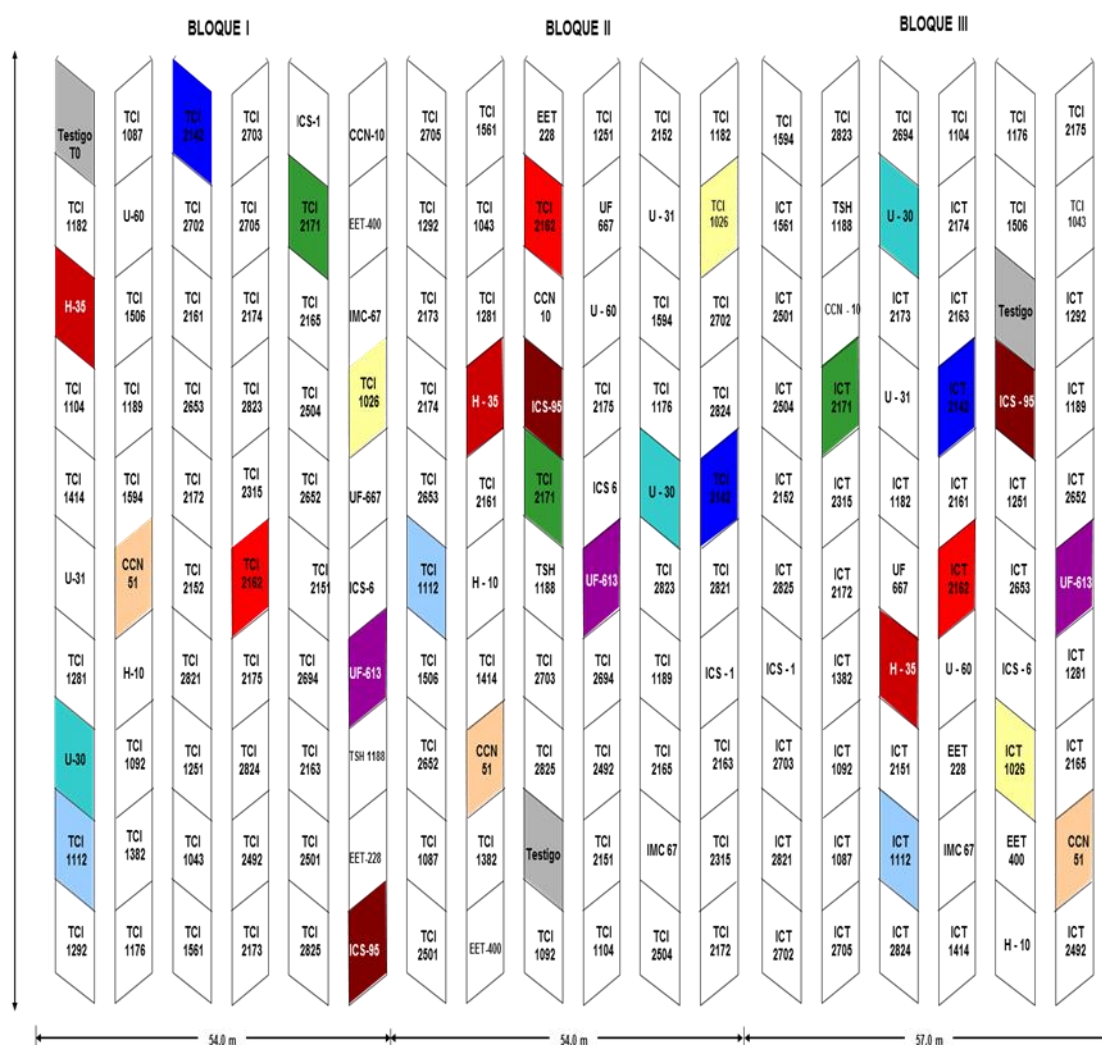 BLOQUE I
BLOQUE II
BLOQUE III
Testigo
T0
TCI
1087
TCI
2142
TCI
2703
ICS-1
CCN-10
TCI
2705
TCI
1561
EET
228
TCI
1251
TCI
2152
TCI
1182
ICT
1594
TCI
2823
TCI
2694
TCI
1104
TCI
1176
TCI
2175
TCI
1182
U-60
TCI
2702
TCI
2705
TCI
2171
EET-400
TCI
1292
TCI
1043
TCI
2162
UF
667
U - 31
TCI
1026
ICT
1561
TSH
1188
U - 30
ICT
2174
TCI
1506
TCI
1043
H-35
TCI
1506
TCI
2161
TCI
2174
TCI
2165
IMC-67
TCI
2173
TCI
1281
CCN
10
U - 60
TCI
1594
TCI
2702
ICT
2501
CCN - 10
ICT
2173
ICT
2163
Testigo
ICT
1292
TCI
1104
TCI
1189
TCI
2653
TCI
2823
TCI
2504
TCI
1026
TCI
2174
H - 35
ICS-95
TCI
2175
TCI
1176
TCI
2824
ICT
2504
ICT
2171
U - 31
ICT
2142
ICS - 95
ICT
1189
TCI
1414
TCI
1594
TCI
2172
TCI
2315
TCI
2652
UF-667
TCI
2653
TCI
2161
TCI
2171
ICS 6
U - 30
TCI
2142
ICT
2152
ICT
2315
ICT
1182
ICT
2161
ICT
1251
ICT
2652
U-31
CCN
51
TCI
2152
TCI
2162
TCI
2151
ICS-6
TCI
1112
H - 10
TSH
1188
UF-613
TCI
2823
TCI
2821
ICT
2825
ICT
2172
UF
667
ICT
2162
ICT
2653
UF-613
TCI
1281
H-10
TCI
2821
TCI
2175
TCI
2694
UF-613
TCI
1506
TCI
1414
TCI
2703
TCI
2694
TCI
1189
ICS - 1
ICS - 1
ICT
1382
H - 35
U - 60
ICS - 6
ICT
1281
U-30
TCI
1092
TCI
1251
TCI
2824
TCI
2163
TSH 1188
TCI
2652
CCN
51
TCI
2825
TCI
2492
TCI
2165
TCI
2163
ICT
2703
ICT
1092
ICT
2151
EET
228
ICT
1026
ICT
2165
TCI
1112
TCI
1382
TCI
1043
TCI
2492
TCI
2501
EET-228
TCI
1087
TCI
1382
Testigo
TCI
2151
IMC 67
TCI
2315
ICT
2821
ICT
1087
ICT
1112
IMC 67
EET
400
CCN
51
TCI
1292
TCI
1176
TCI
1561
TCI
2173
TCI
2825
ICS-95
TCI
2501
EET-400
TCI
1092
TCI
1104
TCI
2504
TCI
2172
ICT
2702
ICT
2705
ICT
2824
ICT
1414
H - 10
ICT
2492
54.0 m
54.0 m
57.0 m